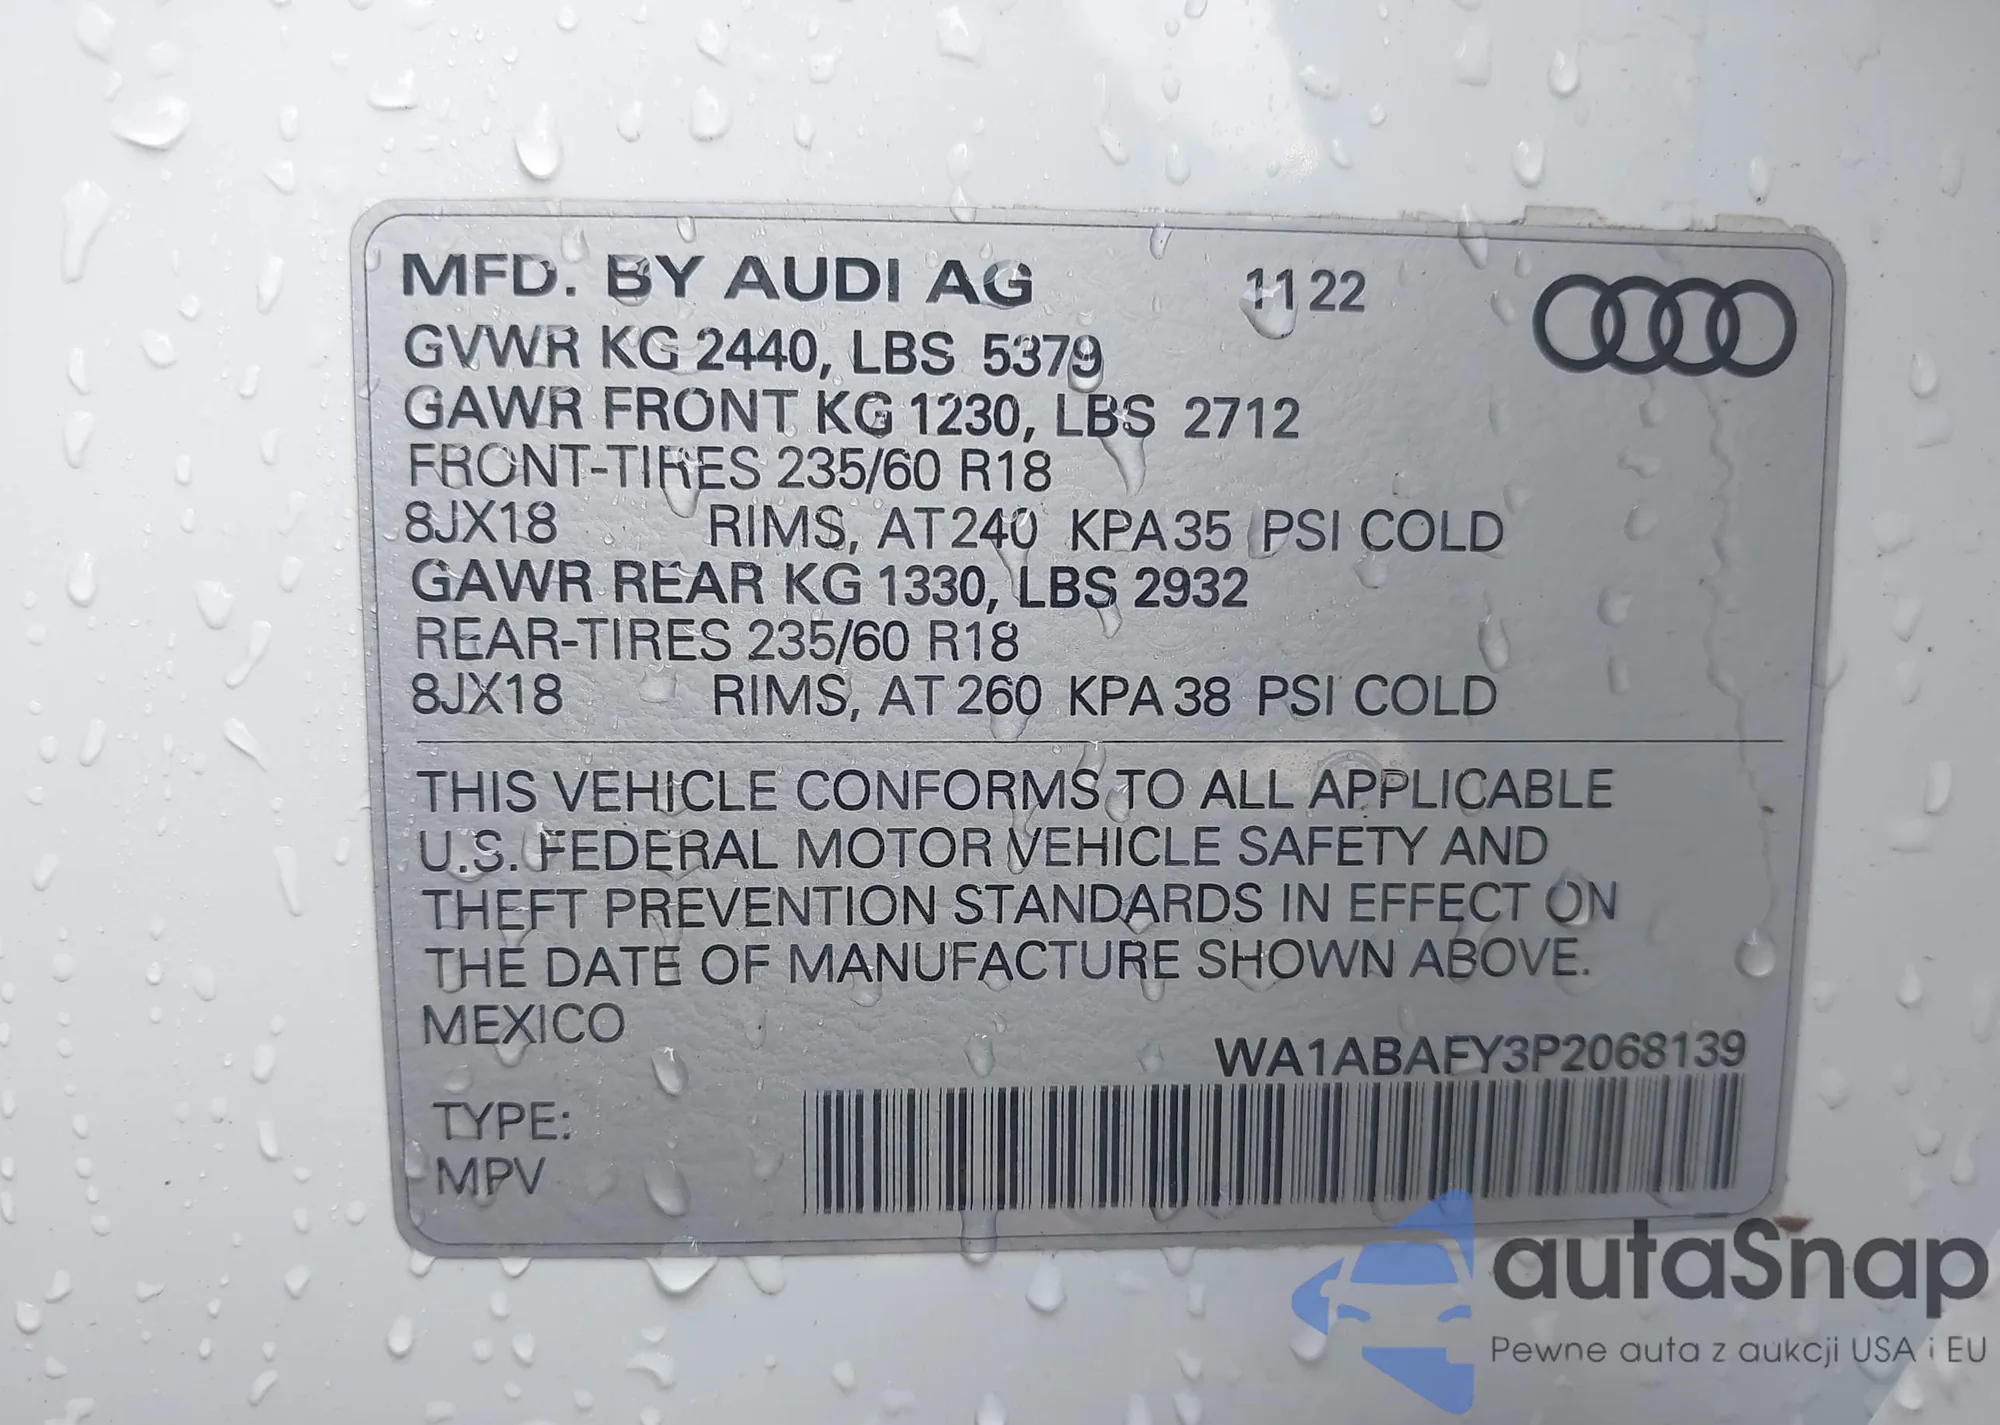 MFD. BY AUDI AG 11 22
GVWR KG 2440, LBS 5379
GAWR FRONT KG 1230, LBS 2712
FRONT-TIRES 235/60 R18
8JX18 RIMS, AT 240 KPA 35 PSI COLD
GAWR REAR KG 1330, LBS 2932
REAR-TIRES 235/60 R18
8JX18 RIMS, AT 260 KPA 38 PSI COLD
THIS VEHICLE CONFORMS TO ALL APPLICABLE
U.S. FEDERAL MOTOR VEHICLE SAFETY AND
THEFT PREVENTION STANDARDS IN EFFECT ON
THE DATE OF MANUFACTURE SHOWN ABOVE.
MEXICO
WA1ABAFY3P2068139
TYPE:
MPV
autaSnap
Pewne auta z aukcji USA i EU